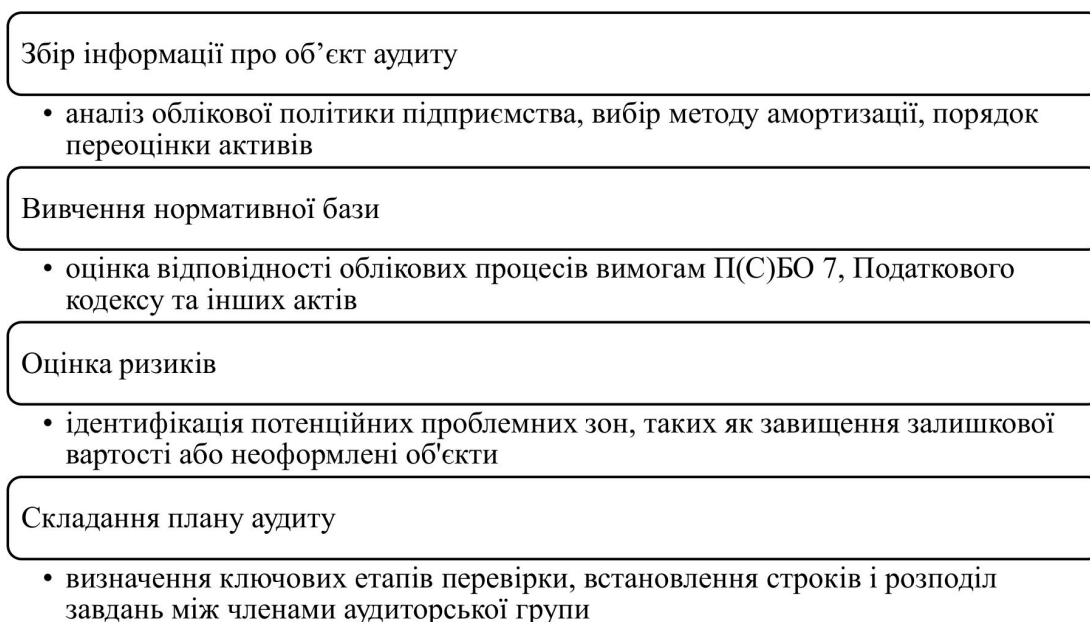 Збір інформації про об’єкт аудиту
• аналіз облікової політики підприємства, вибір методу амортизації, порядок
переоцінки активів
Вивчення нормативної бази
• оцінка відповідності облікових процесів вимогам П(С)БО 7, Податкового
кодексу та інших актів
Оцінка ризиків
• ідентифікація потенційних проблемних зон, таких як завищення залишкової
вартості або неоформлені об'єкти
Складання плану аудиту
• визначення ключових етапів перевірки, встановлення строків і розподіл
завдань між членами аудиторської групи